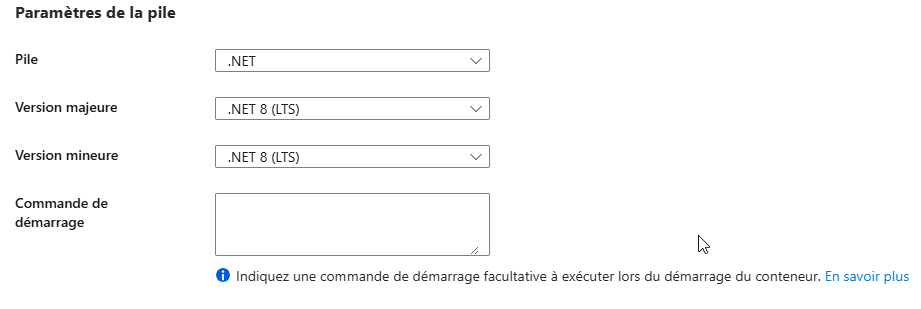 Paramètres de la pile
Pile
.NET
Version majeure
.NET 8 (LTS)
Version mineure
.NET 8 (LTS)
Commande de
démarrage
Indiquez une commande de démarrage facultative à exécuter lors du démarrage du conteneur. En savoir plus